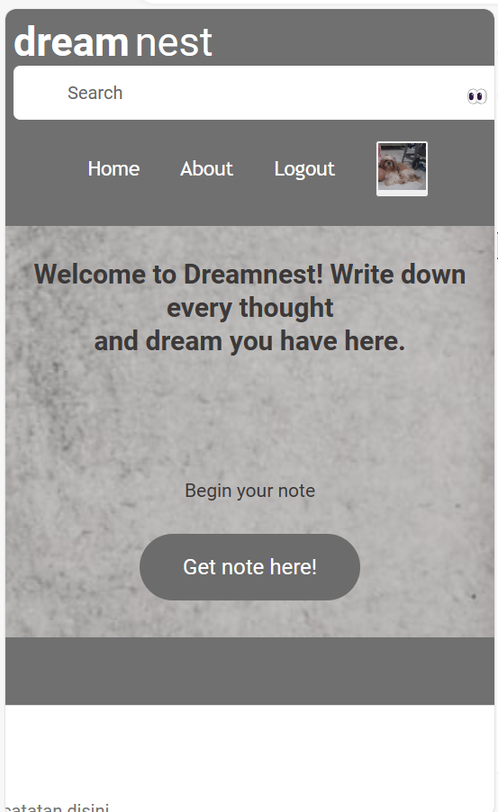 dream nest
Search
Home About Logout
Welcome to Dreamnest! Write down
every thought
and dream you have here.
Begin your note
Get note here!
disini